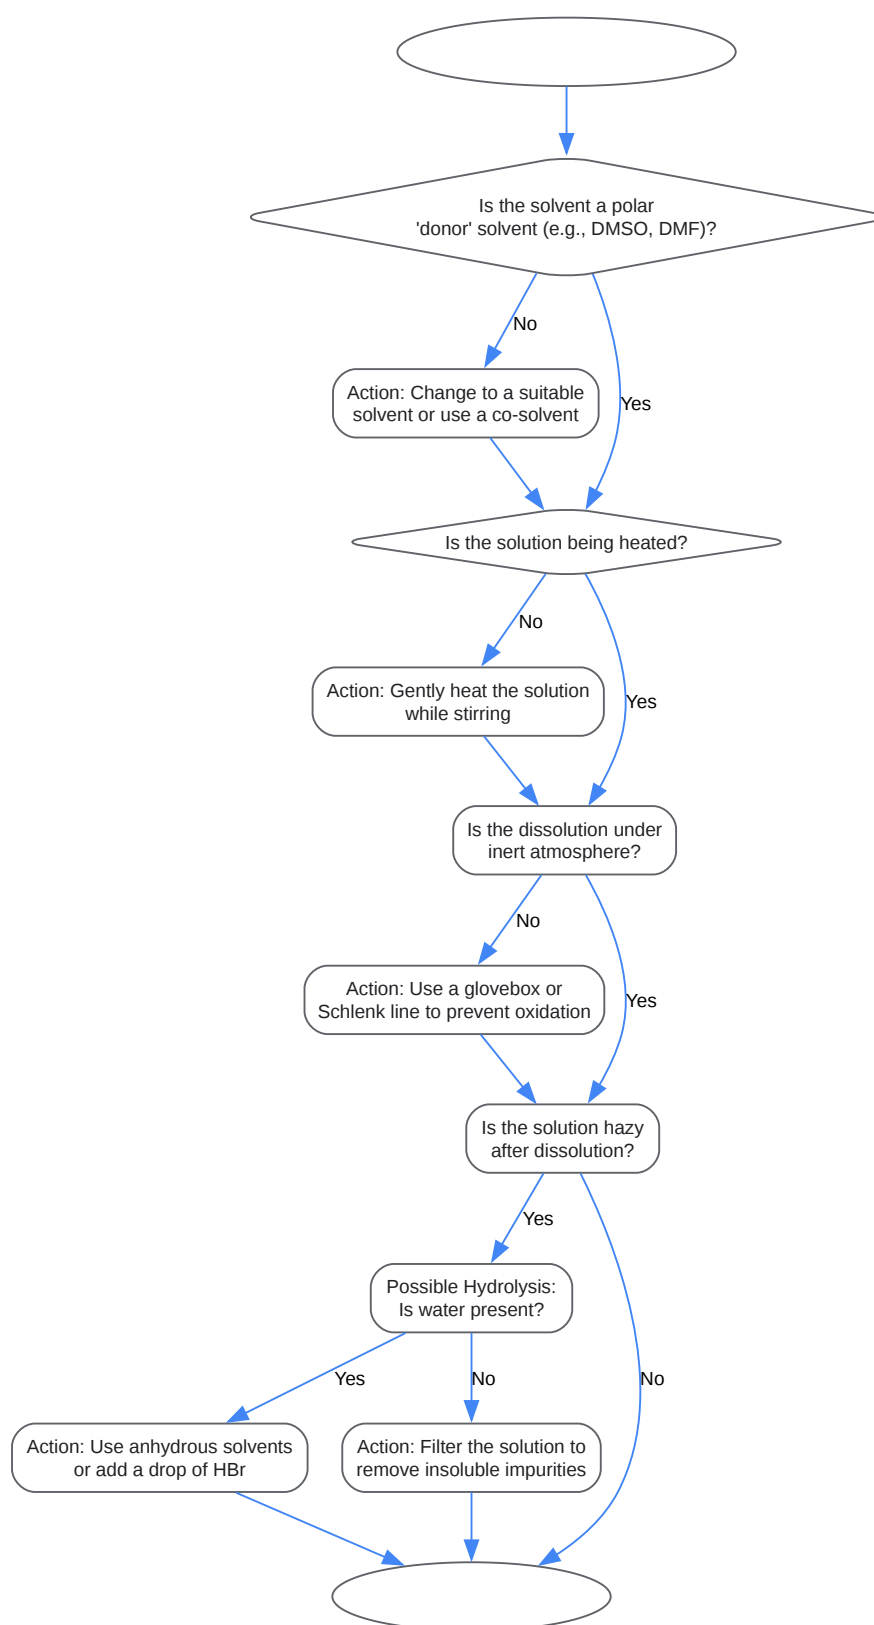 Is the solvent a polar
'donor' solvent (e.g., DMSO, DMF)?
No
Yes
Action: Change to a suitable
solvent or use a co-solvent
Is the solution being heated?
No
Yes
Action: Gently heat the solution
while stirring
Is the dissolution under
inert atmosphere?
No
Yes
Action: Use a glovebox or
Schlenk line to prevent oxidation
Is the solution hazy
after dissolution?
Yes
No
Possible Hydrolysis:
Is water present?
Yes
No
Action: Use anhydrous solvents
or add a drop of HBr
Action: Filter the solution to
remove insoluble impurities